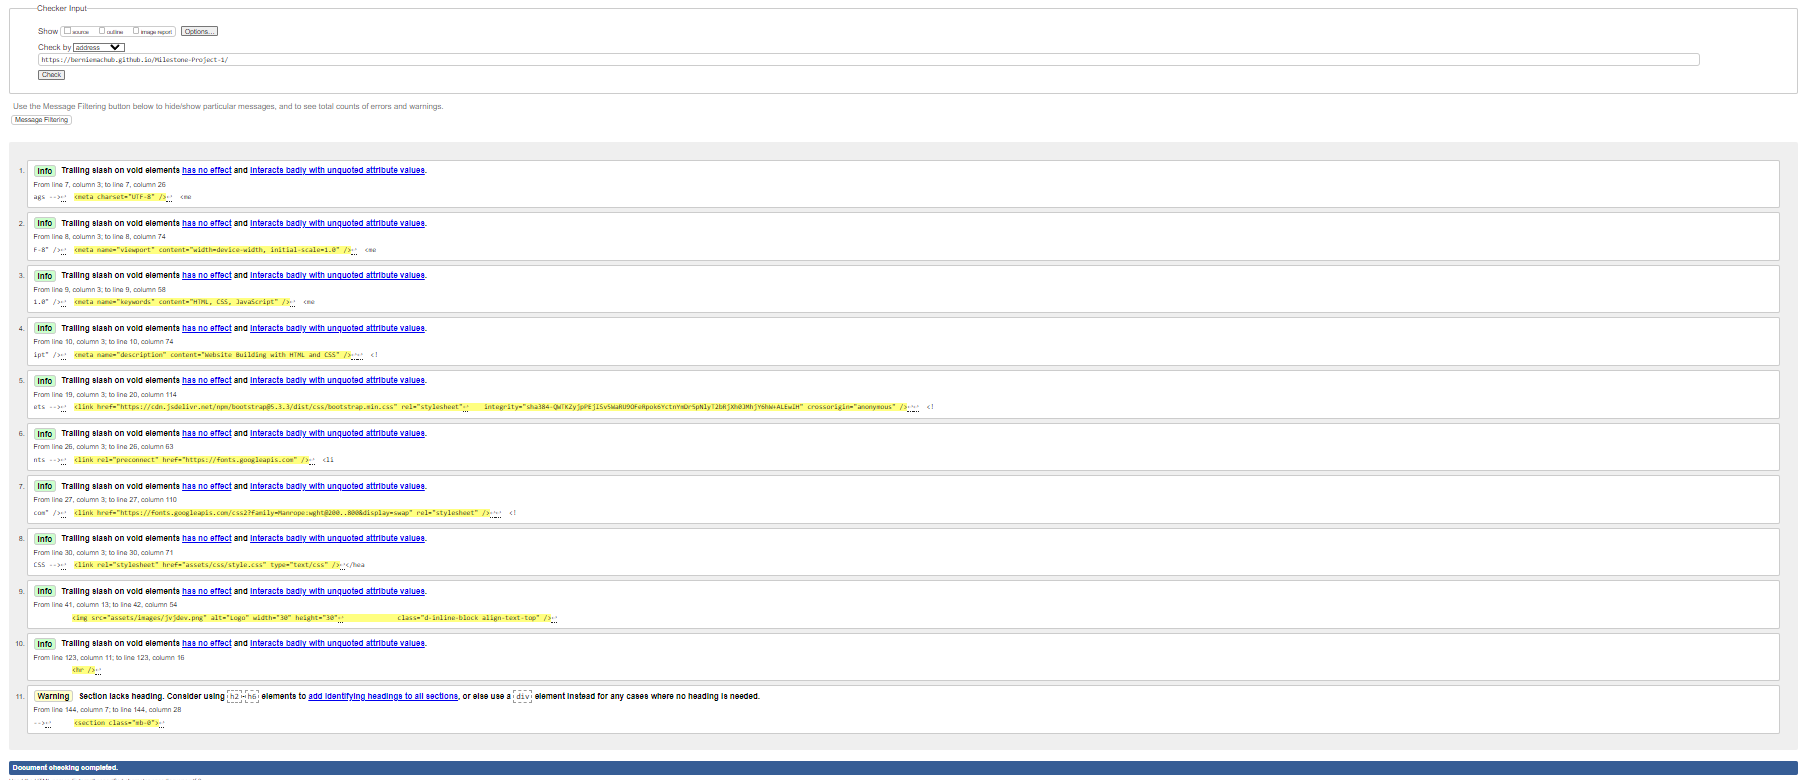 Checker Input
Show source outline image report Options...
Check by address
https://berniemachub.github.io/Milestone-Project-1/
Check
Use the Message Filtering button below to hide/show particular messages, and to see total counts of errors and warnings.
Message Filtering
1. Info Trailing slash on void elements has no effect and interacts badly with unquoted attribute values.
From line 7, column 3; to line 7, column 26
ags -->↩ <meta charset="UTF-8" />↩ <me
2. Info Trailing slash on void elements has no effect and interacts badly with unquoted attribute values.
From line 8, column 3; to line 8, column 74
F-8" />↩ <meta name="viewport" content="width=device-width, initial-scale=1.0" />↩ <me
3. Info Trailing slash on void elements has no effect and interacts badly with unquoted attribute values.
From line 9, column 3; to line 9, column 58
1.0" />↩ <meta name="keywords" content="HTML, CSS, JavaScript" />↩ <me
4. Info Trailing slash on void elements has no effect and interacts badly with unquoted attribute values.
From line 10, column 3; to line 10, column 74
ipt" />↩ <meta name="description" content="Website Building with HTML and CSS" />↩↩ <!
5. Info Trailing slash on void elements has no effect and interacts badly with unquoted attribute values.
From line 19, column 3; to line 20, column 114
ets -->↩ <link href="https://cdn.jsdelivr.net/npm/bootstrap@5.3.3/dist/css/bootstrap.min.css" rel="stylesheet"↩ integrity= crossorigin="anonymous" />↩↩ <!
6. Info Trailing slash on void elements has no effect and interacts badly with unquoted attribute values.
From line 26, column 3; to line 26, column 63
nts -->↩ <link rel="preconnect" href="https://fonts.googleapis.com" />↩ <li
7. Info Trailing slash on void elements has no effect and interacts badly with unquoted attribute values.
From line 27, column 3; to line 27, column 110
com" />↩ <link href="https://fonts.googleapis.com/css2?family=Manrope:wght@200..800&display=swap" rel="stylesheet" />↩↩ <!
8. Info Trailing slash on void elements has no effect and interacts badly with unquoted attribute values.
From line 30, column 3; to line 30, column 71
CSS -->↩ <link rel="stylesheet" href="assets/css/style.css" type="text/css" />↩</hea
9. Info Trailing slash on void elements has no effect and interacts badly with unquoted attribute values.
From line 41, column 13; to line 42, column 54
<img src="assets/images/jvjdev.png" alt="Logo" width="30" height="30"↩ class="d-inline-block align-text-top" />↩
10. Info Trailing slash on void elements has no effect and interacts badly with unquoted attribute values.
From line 123, column 11; to line 123, column 16
<hr />↩
11. Warning Section lacks heading. Consider using h2-h6 elements to add identifying headings to all sections, or else use a div element instead for any cases where no heading is needed.
From line 144, column 7; to line 144, column 28
-->↩ <section class="mb-0">↩
Document checking completed.